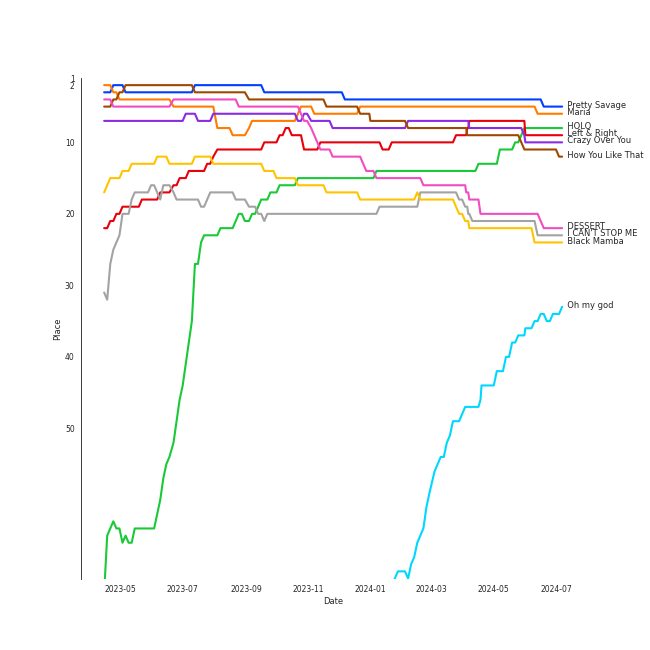 1
2
10
20
30
40
50
Place
Pretty Savage
Maria
HOLO
Left & Right
Crazy Over You
How You Like That
DESSERT
I CAN'T STOP ME
Black Mamba
Oh my god
2023-05
2023-07
2023-09
2023-11
2024-01
2024-03
2024-05
2024-07
Date